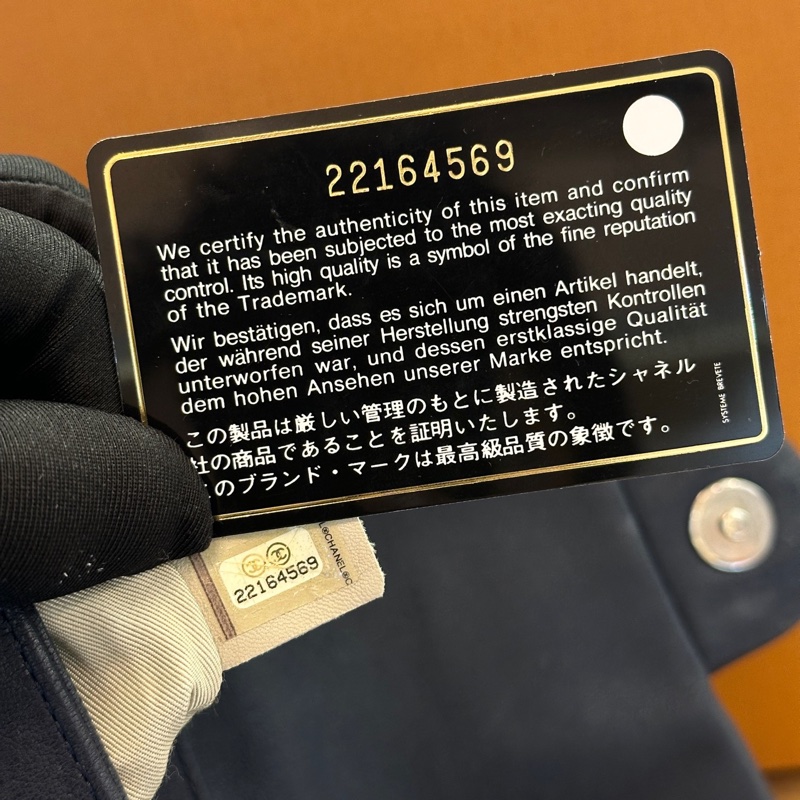 22164569
We certify the authenticity of this item and confirm
that it has been subjected to the most exacting quality
control. Its high quality is a symbol of the fine reputation
of the Trademark.
Wir bestätigen, dass es sich um einen Artikel handelt,
der während seiner Herstellung strengsten Kontrollen
unterworfen war, und dessen erstklassige Qualität
dem hohen Ansehen unserer Marke entspricht.
この製品は厳しい管理のもとに製造されたシャネル
社の商品であることを証明いたします。
このブランド・マークは最高級品質の象徴です。
SYSTEME BREVETE
22164569
L®CHANEL®C